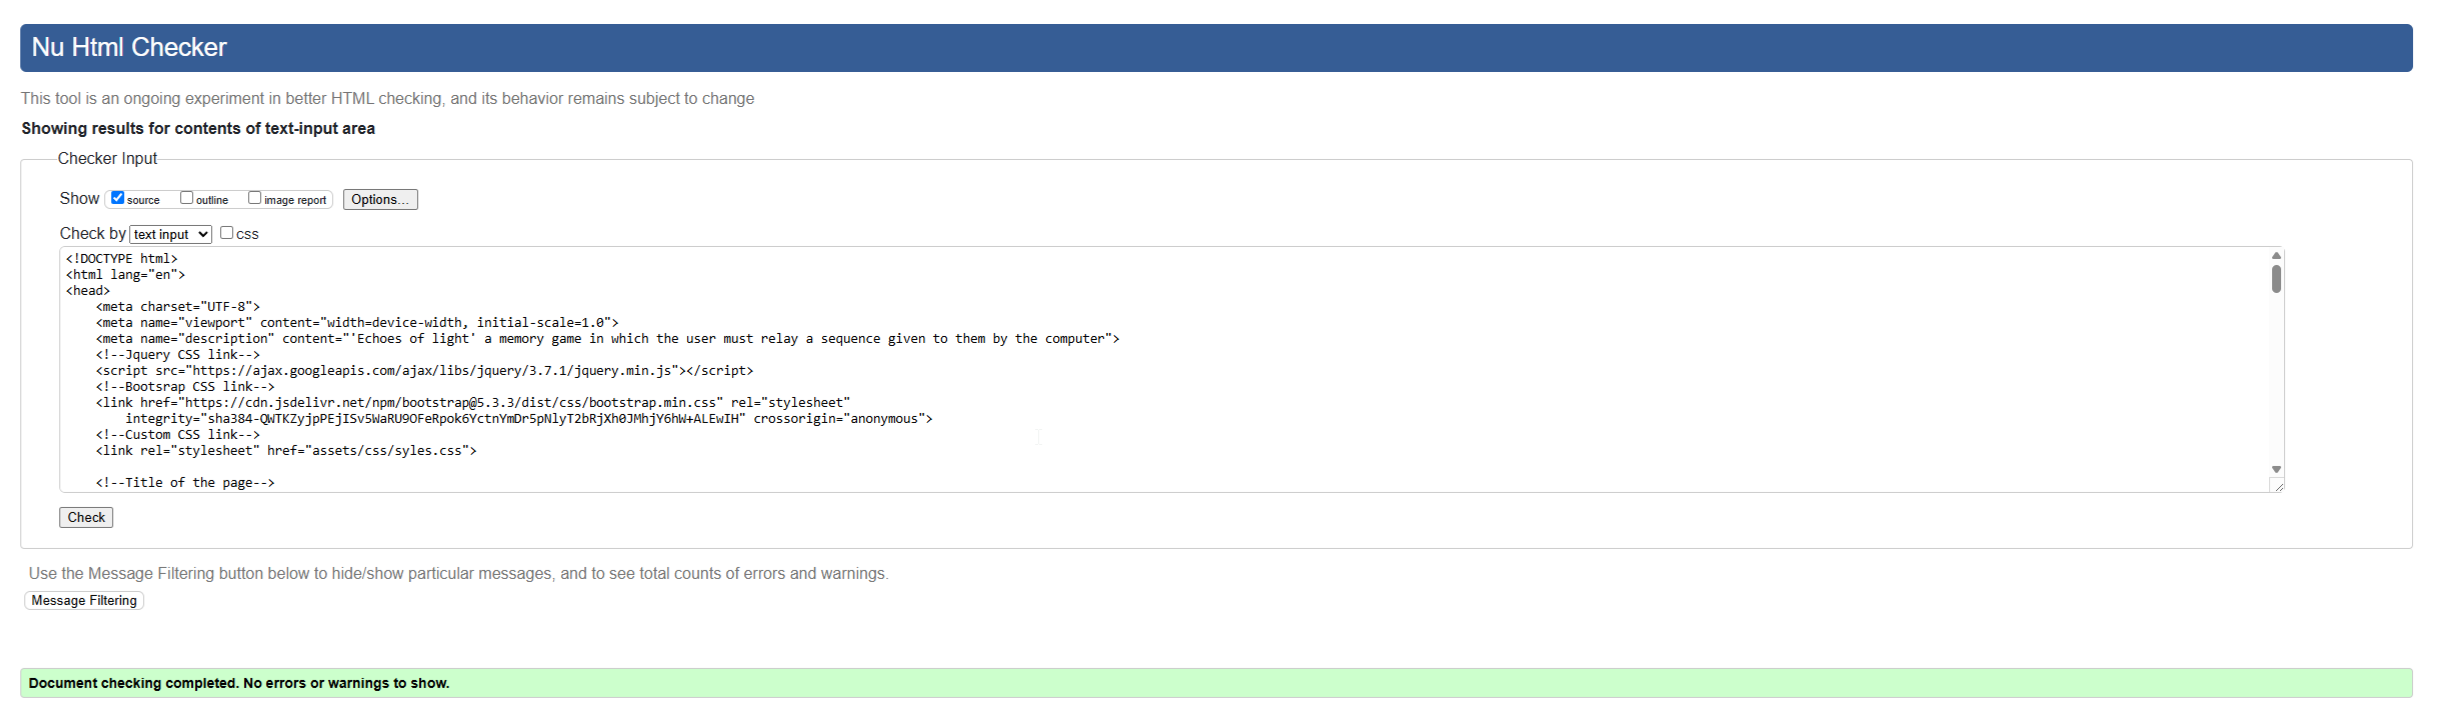 Nu Html Checker
This tool is an ongoing experiment in better HTML checking, and its behavior remains subject to change
Showing results for contents of text-input area
Checker Input
Show source outline image report Options...
Check by text input css
<!DOCTYPE html>
<html lang="en">
<head>
    <meta charset="UTF-8">
    <meta name="viewport" content="width=device-width, initial-scale=1.0">
    <meta name="description" content="'Echoes of light' a memory game in which the user must relay a sequence given to them by the computer">
    <!--Jquery CSS link-->
    <script src="https://ajax.googleapis.com/ajax/libs/jquery/3.7.1/jquery.min.js"></script>
    <!--Bootsrap CSS link-->
    <link href="https://cdn.jsdelivr.net/npm/bootstrap@5.3.3/dist/css/bootstrap.min.css" rel="stylesheet"
        integrity="sha384-QWTKZyjpPEjISv5WaRU9OFeRpok6YctnYmDr5pNlyT2bRjXh0JMhjY6hW+ALEwIH" crossorigin="anonymous">
    <!--Custom CSS link-->
    <link rel="stylesheet" href="assets/css/syles.css">
    <!--Title of the page-->
Check
Use the Message Filtering button below to hide/show particular messages, and to see total counts of errors and warnings.
Message Filtering
Document checking completed. No errors or warnings to show.